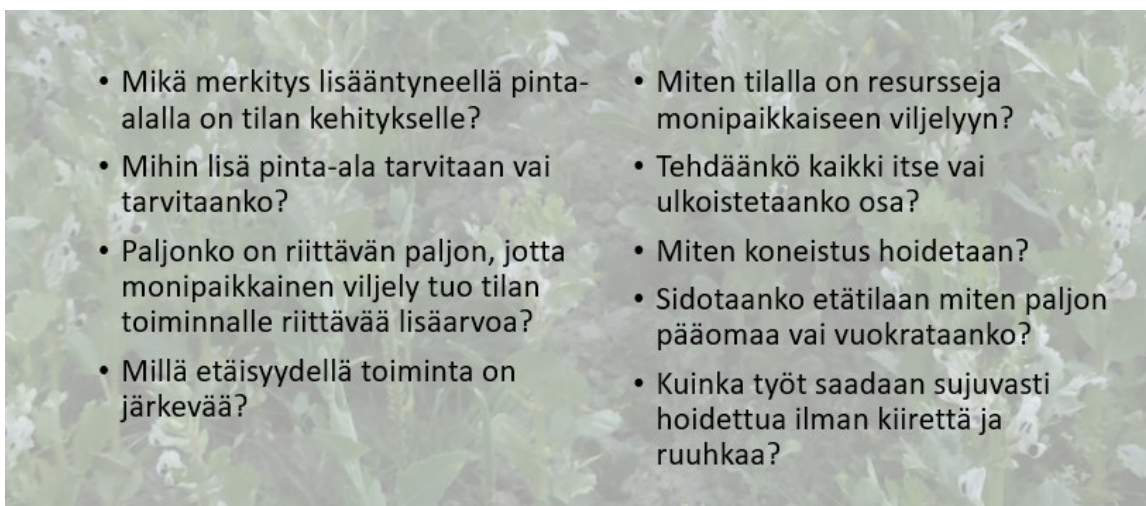 • Mikä merkitys lisääntyneellä pinta-
alalla on tilan kehitykselle?
• Mihin lisä pinta-ala tarvitaan vai
tarvitaanko?
• Paljonko on riittävän paljon, jotta
monipaikkainen viljely tuo tilan
toiminnalle riittävää lisäarvoa?
• Millä etäisyydellä toiminta on
järkevää?
• Miten tilalla on resursseja
monipaikkaiseen viljelyyn?
• Tehdäänkö kaikki itse vai
ulkoistetaanko osa?
• Miten koneistus hoidetaan?
• Sidotaanko etätilaan miten paljon
pääomaa vai vuokrataanko?
• Kuinka työt saadaan sujuvasti
hoidettua ilman kiirettä ja
ruuhkaa?